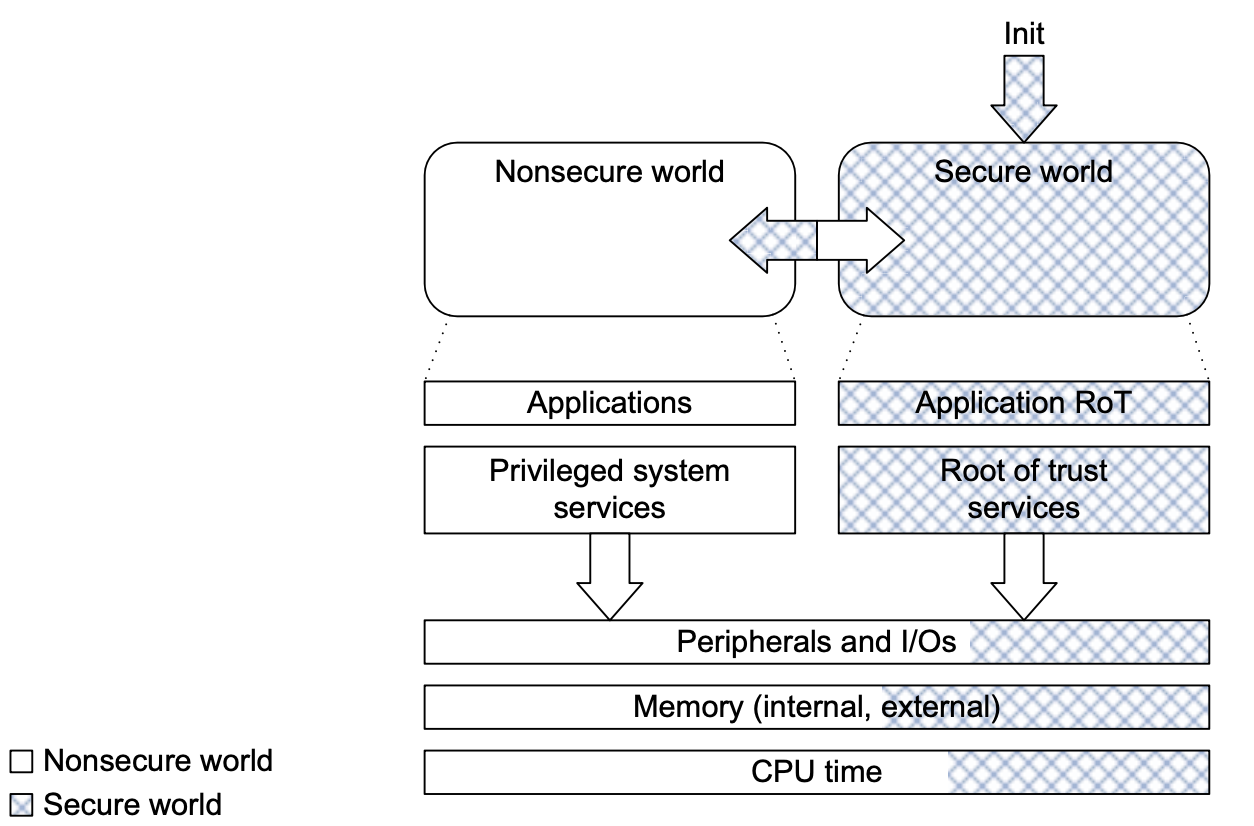 Init
Nonsecure world
Secure world
Applications
Application RoT
Privileged system
services
Root of trust
services
Peripherals and I/Os
Memory (internal, external)
CPU time
Nonsecure world
Secure world